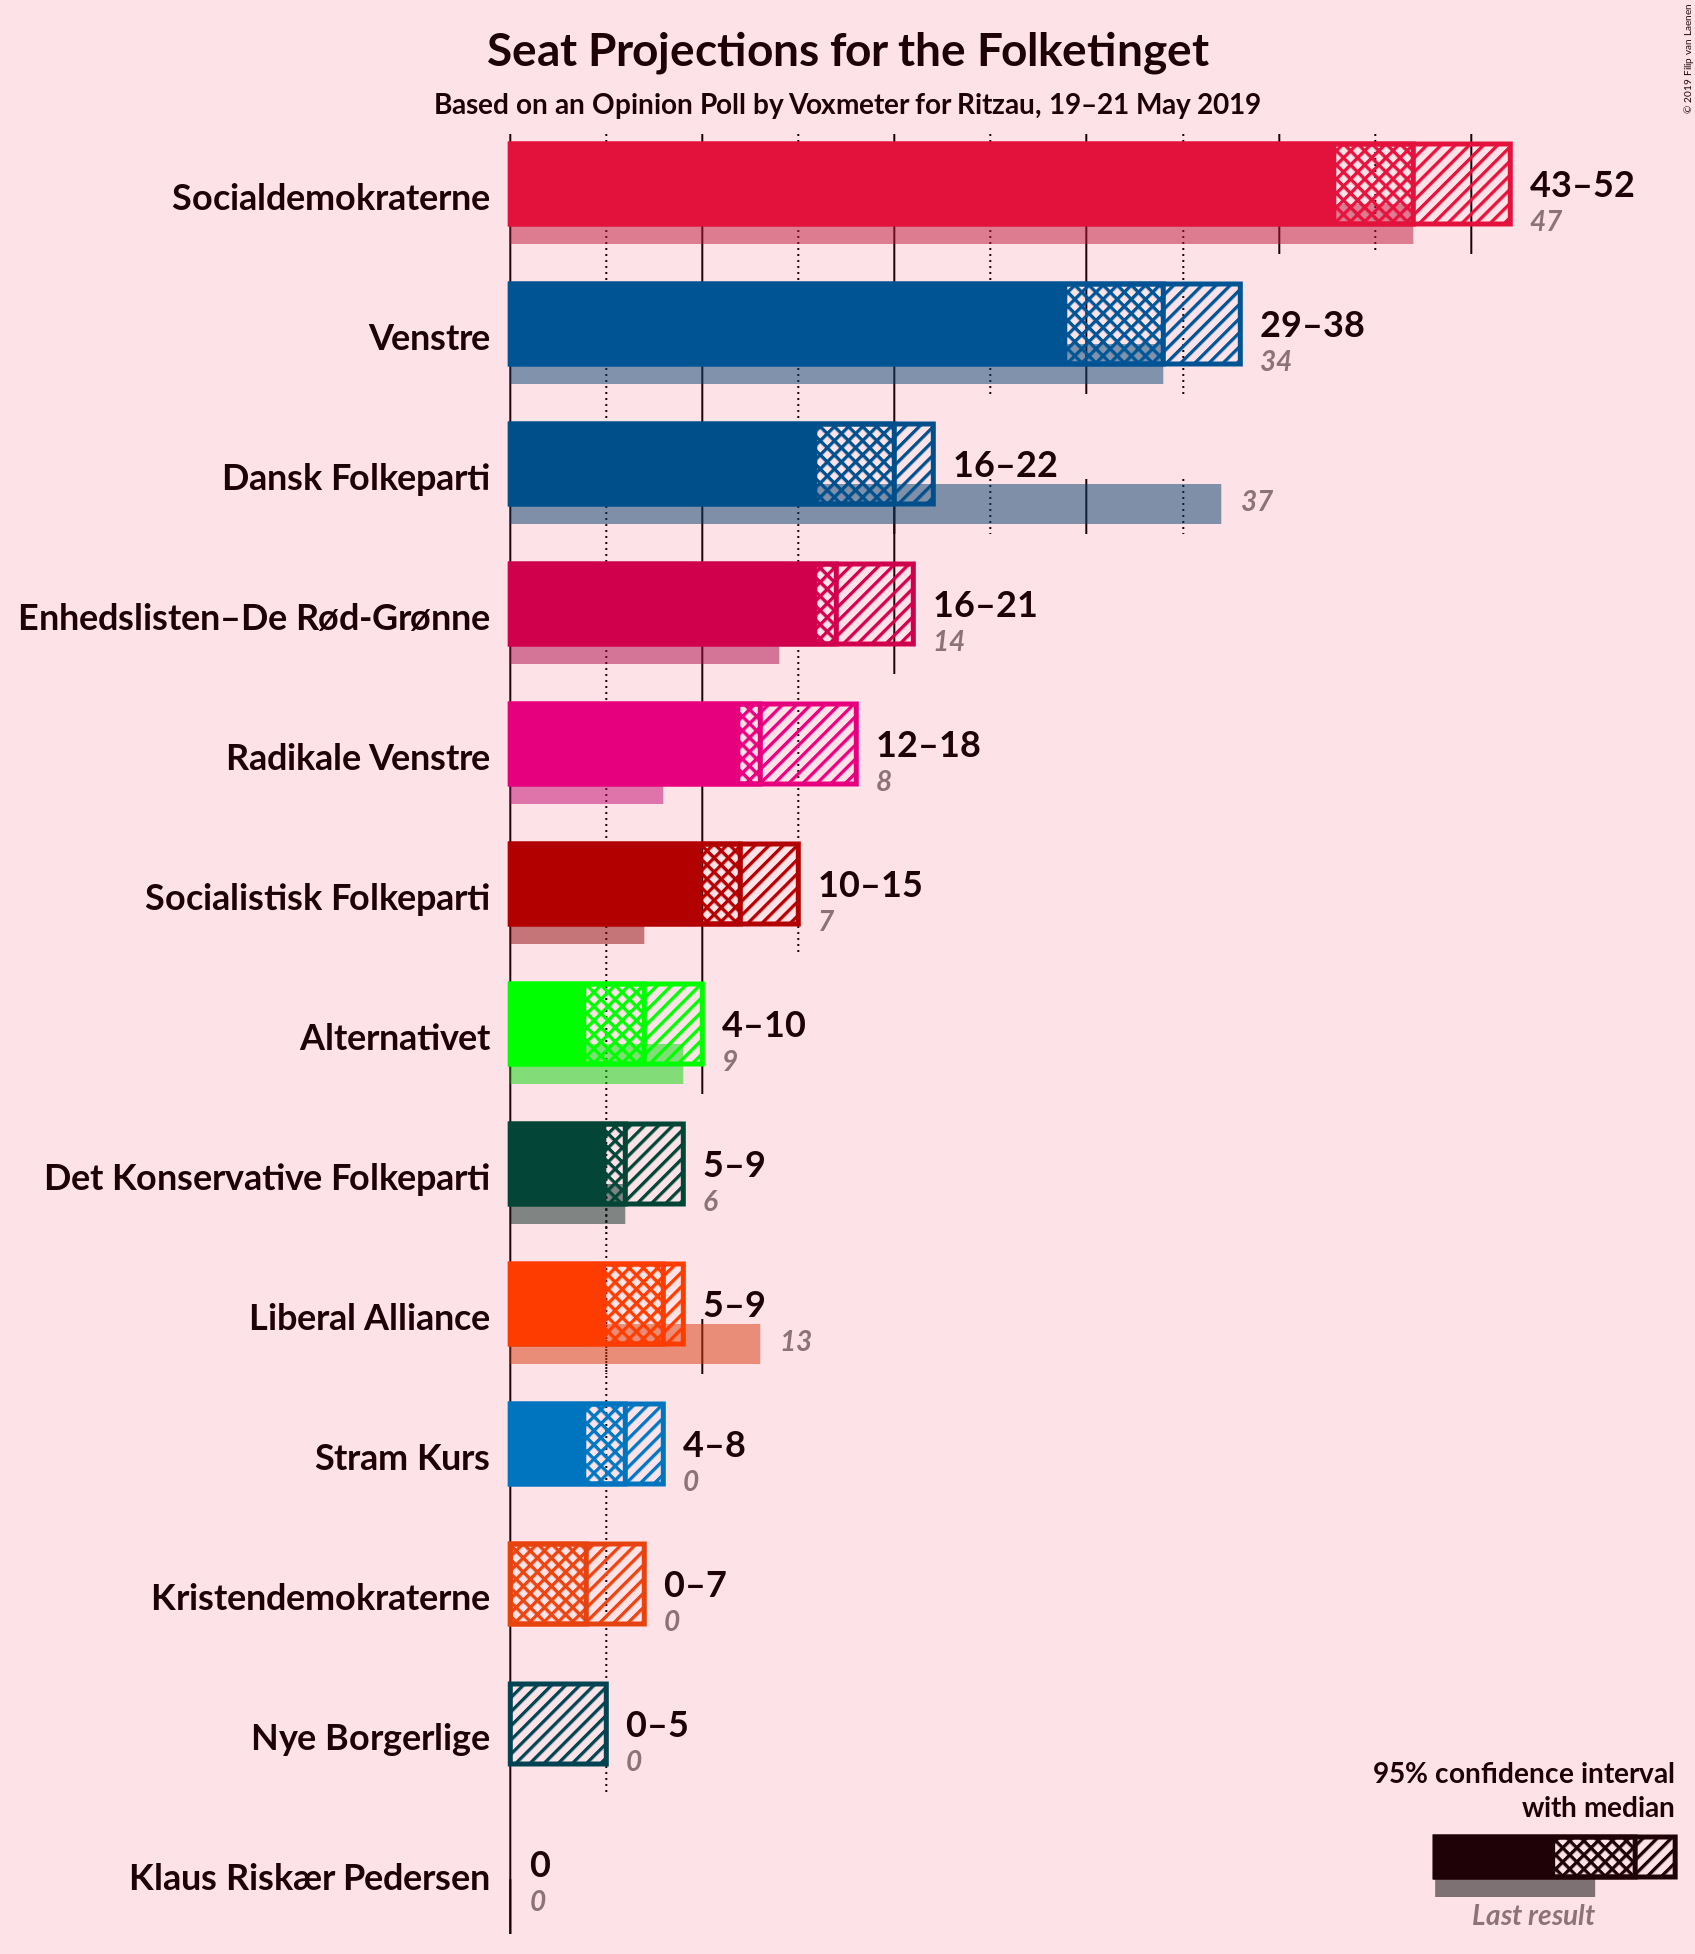 Seat Projections for the Folketinget
Based on an Opinion Poll by Voxmeter for Ritzau, 19–21 May 2019
© 2019 Filip van Laenen
Socialdemokraterne
43–52
47
Venstre
29–38
34
Dansk Folkeparti
16–22
37
Enhedslisten–De Rød-Grønne
16–21
14
Radikale Venstre
12–18
8
Socialistisk Folkeparti
10–15
7
Alternativet
4–10
9
Det Konservative Folkeparti
5–9
6
Liberal Alliance
5–9
13
Stram Kurs
4–8
0
Kristendemokraterne
0–7
0
Nye Borgerlige
0–5
0
Klaus Riskær Pedersen
0
0
95% confidence interval
with median
Last result